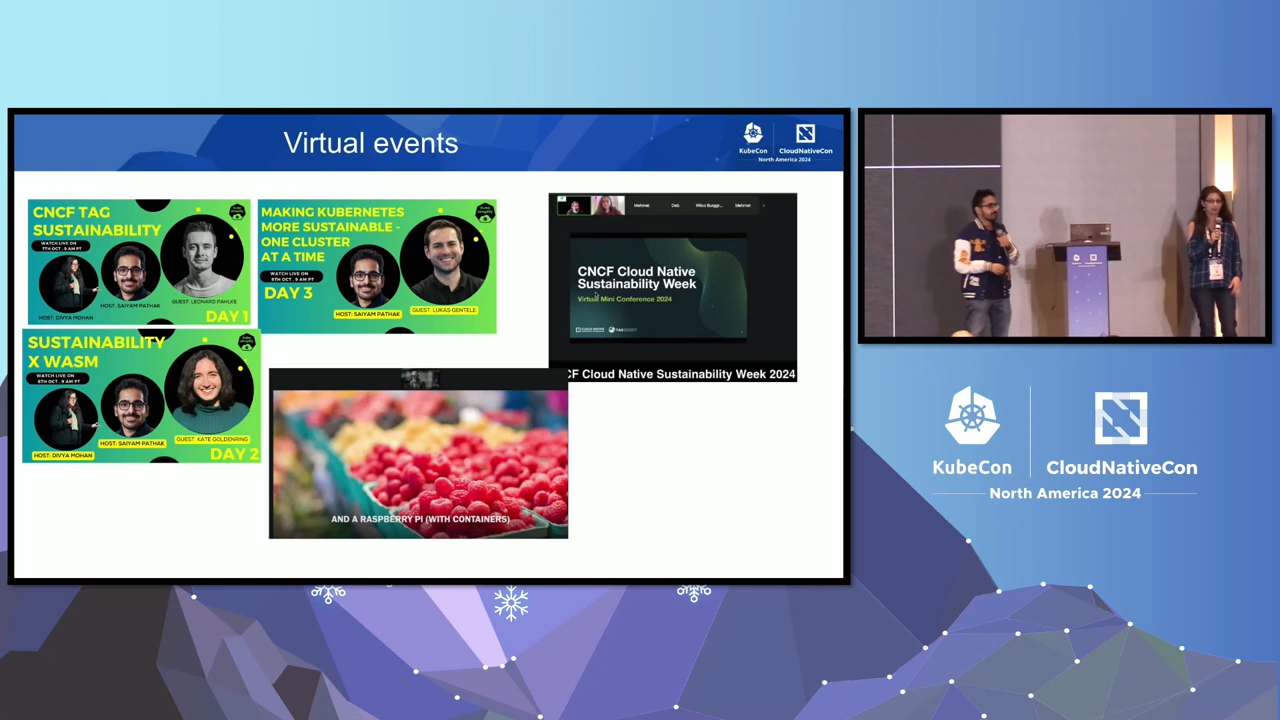 Virtual events
KubeCon
CloudNativeCon
North America 2024
CNCF TAG
SUSTAINABILITY
WATCH LIVE ON
7TH OCT . 9 AM PT
HOST: DIVYA MOHAN
HOST: SAIYAM PATHAK
GUEST: LEONARD PAHLKE
DAY 1
MAKING KUBERNETES
MORE SUSTAINABLE -
ONE CLUSTER
AT A TIME
WATCH LIVE ON
9TH OCT . 9 AM PT
DAY 3
HOST: SAIYAM PATHAK
GUEST: LUKAS GENTELE
SUSTAINABILITY
X WASM
WATCH LIVE ON
8TH OCT . 9 AM PT
HOST: DIVYA MOHAN
HOST: SAIYAM PATHAK
GUEST: KATE GOLDENRING
DAY 2
Mehmet
Deb
Mehmet
CNCF Cloud Native
Sustainability Week
Virtual Mini Conference 2024
CF Cloud Native Sustainability Week 2024
AND A RASPBERRY PI (WITH CONTAINERS)
KubeCon
CloudNativeCon
North America 2024